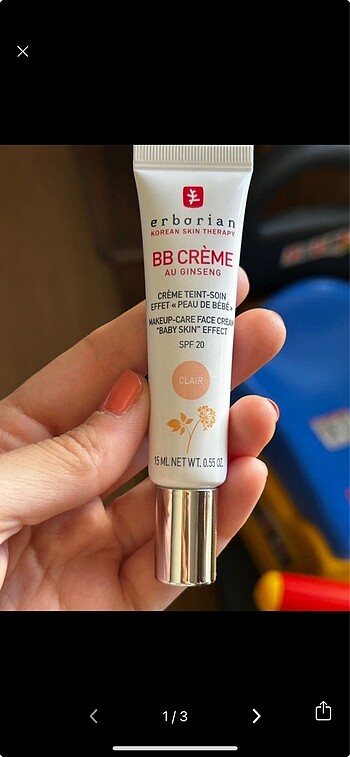 erborian
KOREAN SKIN THERAPY
BB CRÈME
AU GINSENG
CRÈME TEINT-SOIN
EFFET « PEAU DE BÉBÉ »
MAKEUP-CARE FACE CREAM
"BABY SKIN" EFFECT
SPF 20
CLAIR
15 ML NET WT. 0.55 OZ.
1/3